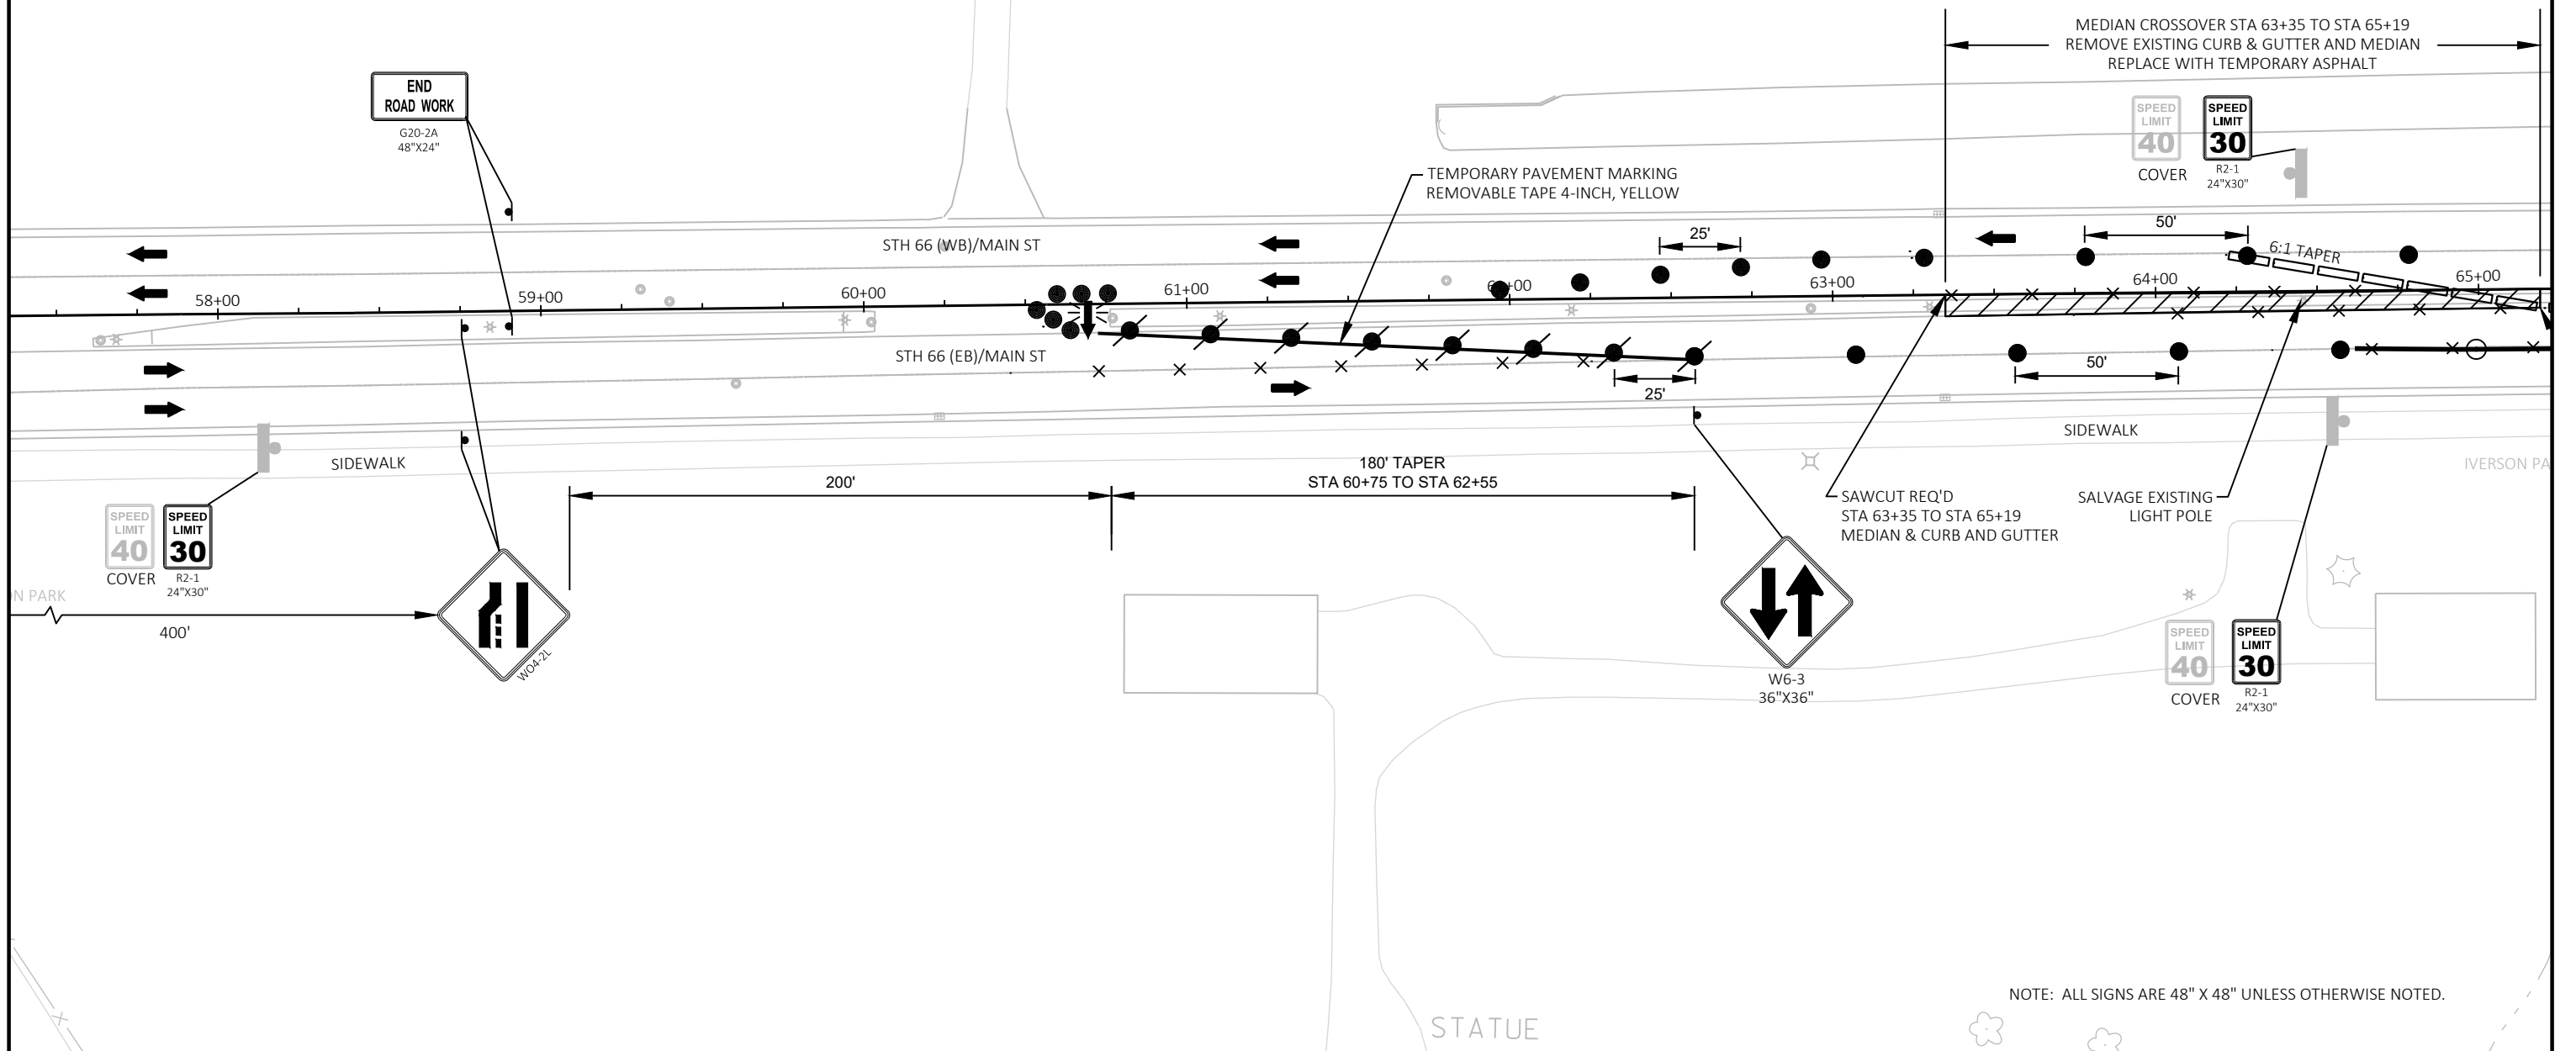 MEDIAN CROSSOVER STA 63+35 TO STA 65+19
REMOVE EXISTING CURB & GUTTER AND MEDIAN
REPLACE WITH TEMPORARY ASPHALT
END
ROAD WORK
G20-2A
48"X24"
SPEED
LIMIT
40
COVER
SPEED
LIMIT
30
R2-1
24"X30"
TEMPORARY PAVEMENT MARKING
REMOVABLE TAPE 4-INCH, YELLOW
STH 66 (WB)/MAIN ST
25'
50'
6:1 TAPER
58+00
59+00
60+00
61+00
63+00
64+00
65+00
STH 66 (EB)/MAIN ST
25'
50'
SIDEWALK
SIDEWALK
IVERSON PA
180' TAPER
STA 60+75 TO STA 62+55
200'
SAWCUT REQ'D
STA 63+35 TO STA 65+19
MEDIAN & CURB AND GUTTER
SALVAGE EXISTING
LIGHT POLE
SPEED
LIMIT
40
COVER
SPEED
LIMIT
30
R2-1
24"X30"
ON PARK
400'
WO4-2L
W6-3
36"X36"
SPEED
LIMIT
40
COVER
SPEED
LIMIT
30
R2-1
24"X30"
NOTE: ALL SIGNS ARE 48" X 48" UNLESS OTHERWISE NOTED.
STATUE